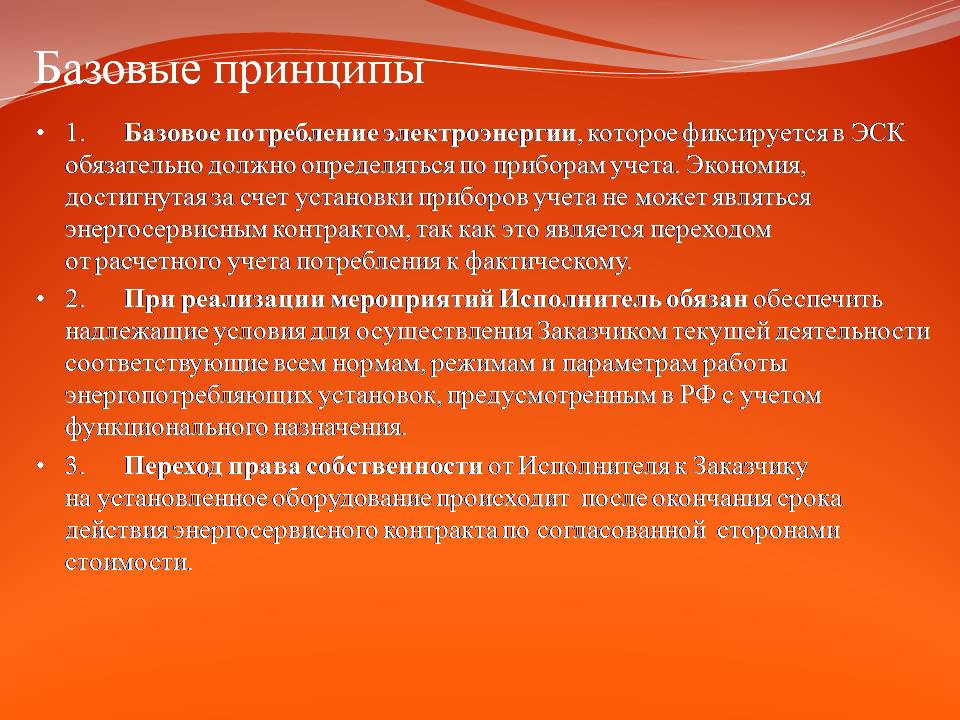 Базовые принципы
• 1. Базовое потребление электроэнергии, которое фиксируется в ЭСК
обязательно должно определяться по приборам учета. Экономия,
достигнутая за счет установки приборов учета не может являться
энергосервисным контрактом, так как это является переходом
от расчетного учета потребления к фактическому.
• 2. При реализации мероприятий Исполнитель обязан обеспечить
надлежащие условия для осуществления Заказчиком текущей деятельности
соответствующие всем нормам, режимам и параметрам работы
энергопотребляющих установок, предусмотренным в РФ с учетом
функционального назначения.
• 3. Переход права собственности от Исполнителя к Заказчику
на установленное оборудование происходит после окончания срока
действия энергосервисного контракта по согласованной сторонами
стоимости.